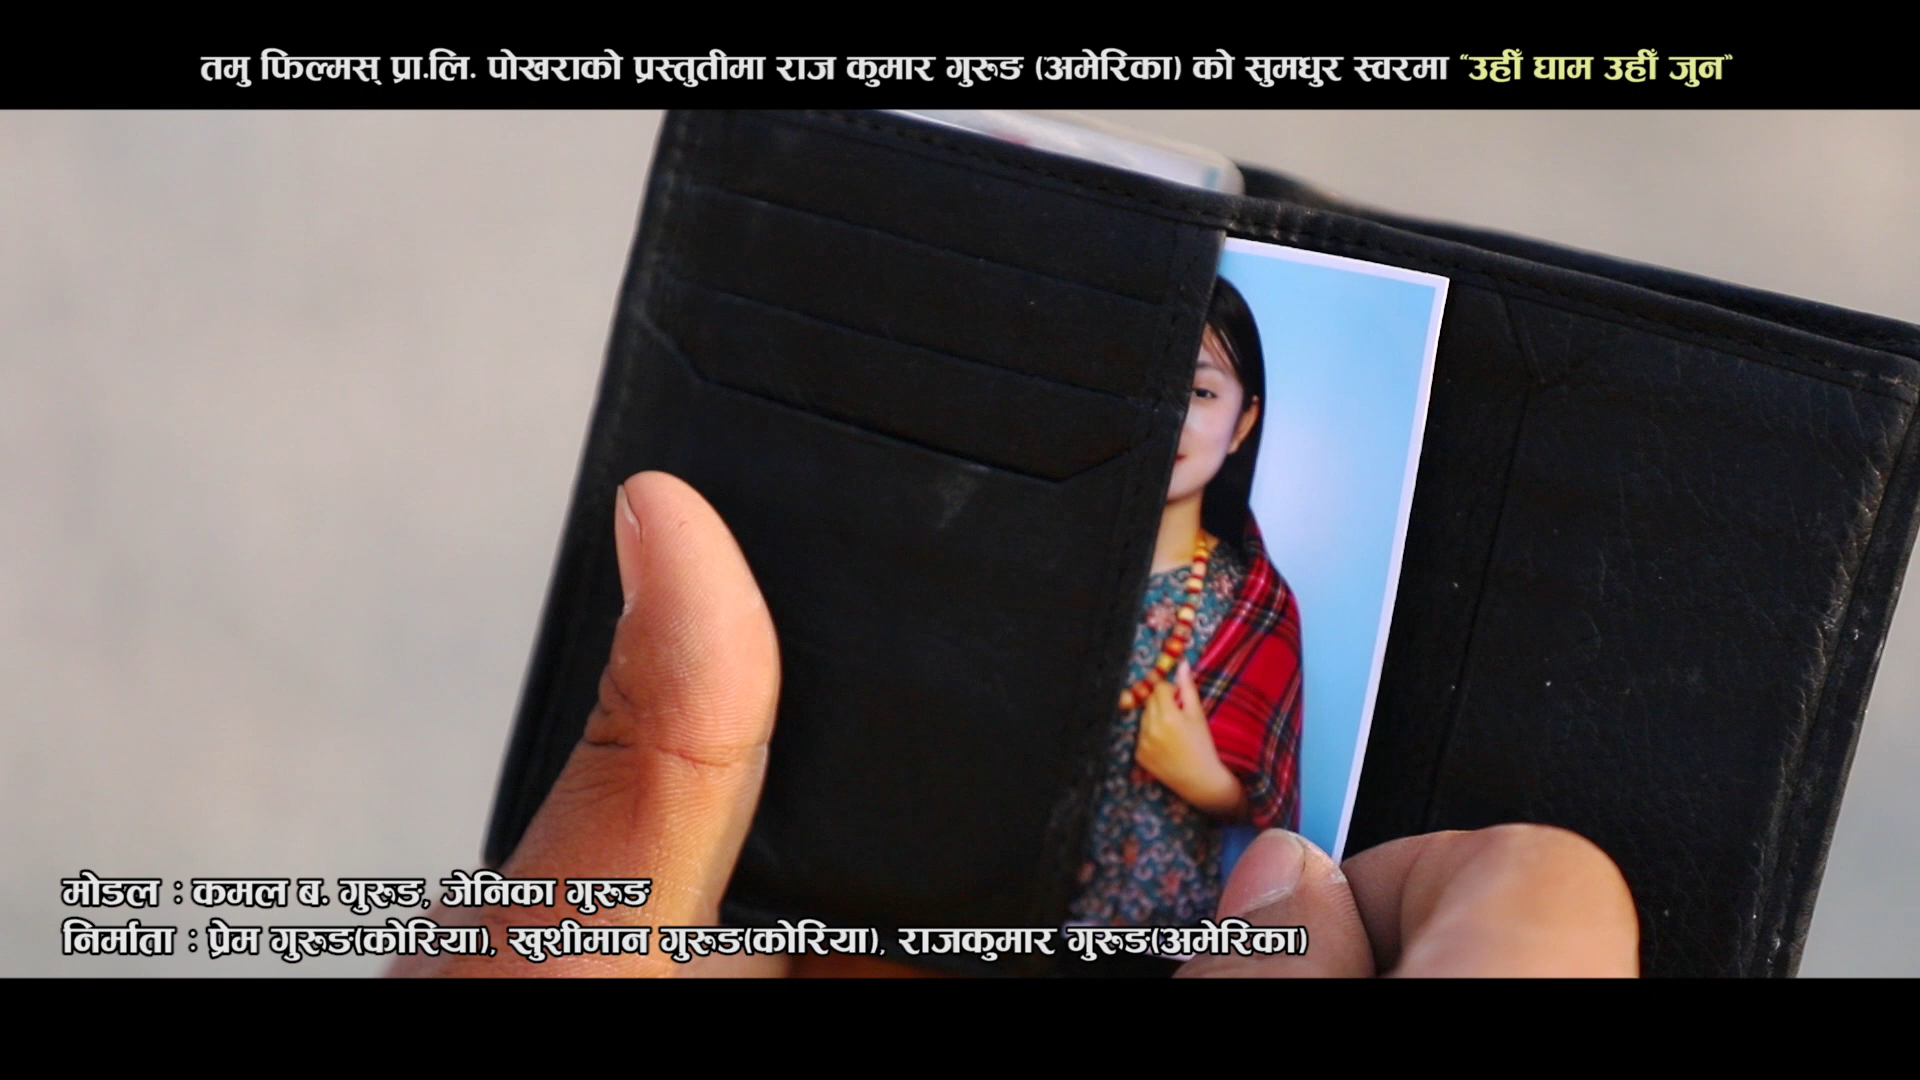 तमु फिल्मस् प्रा.लि. पोखराको प्रस्तुतीमा राज कुमार गुरुङ (अमेरिका) को सुमधुर स्वरमा “उहीँ घाम उहीँ जुन”
मोडल : कमल ब. गुरुङ, जेनिका गुरुङ
निर्माता : प्रेम गुरुङ(कोरिया), खुशीमान गुरुङ(कोरिया), राजकुमार गुरुङ(अमेरिका)